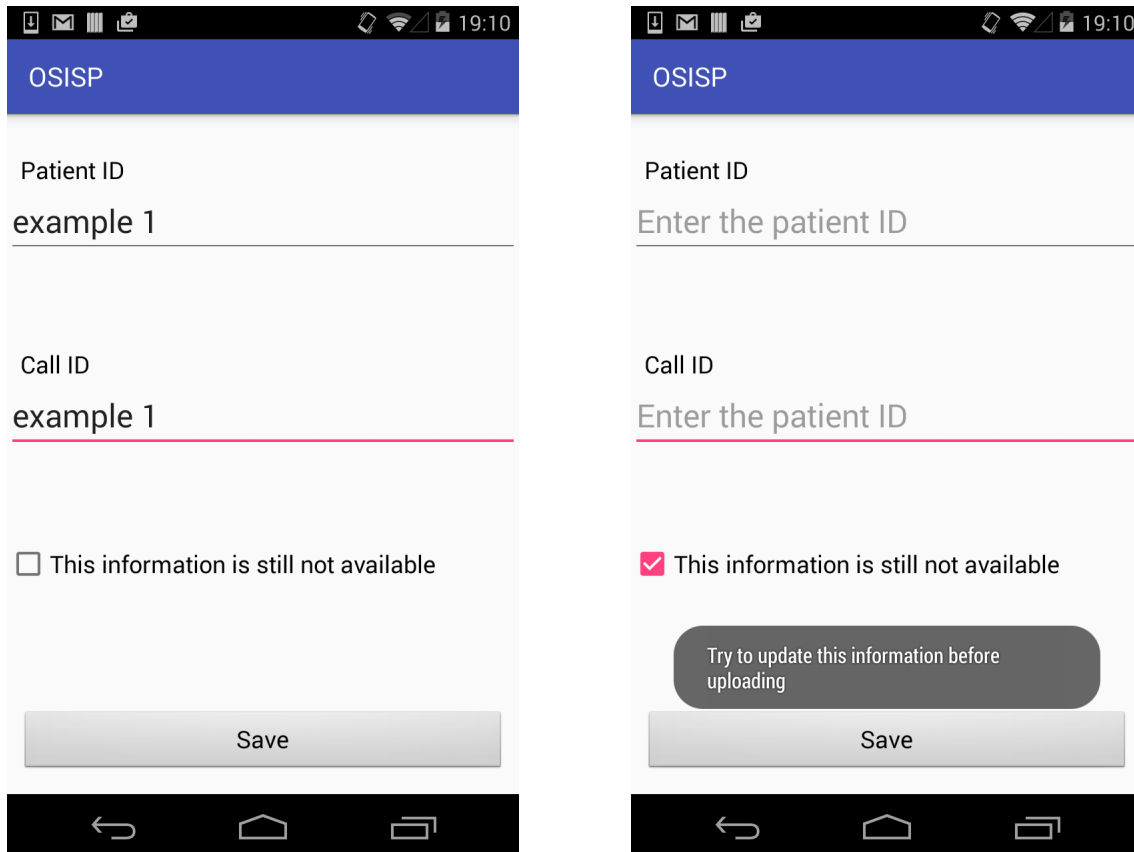 19:10
OSISP
Patient ID
example 1
Call ID
example 1
This information is still not available
Save
19:10
OSISP
Patient ID
Enter the patient ID
Call ID
Enter the patient ID
This information is still not available
Try to update this information before
uploading
Save